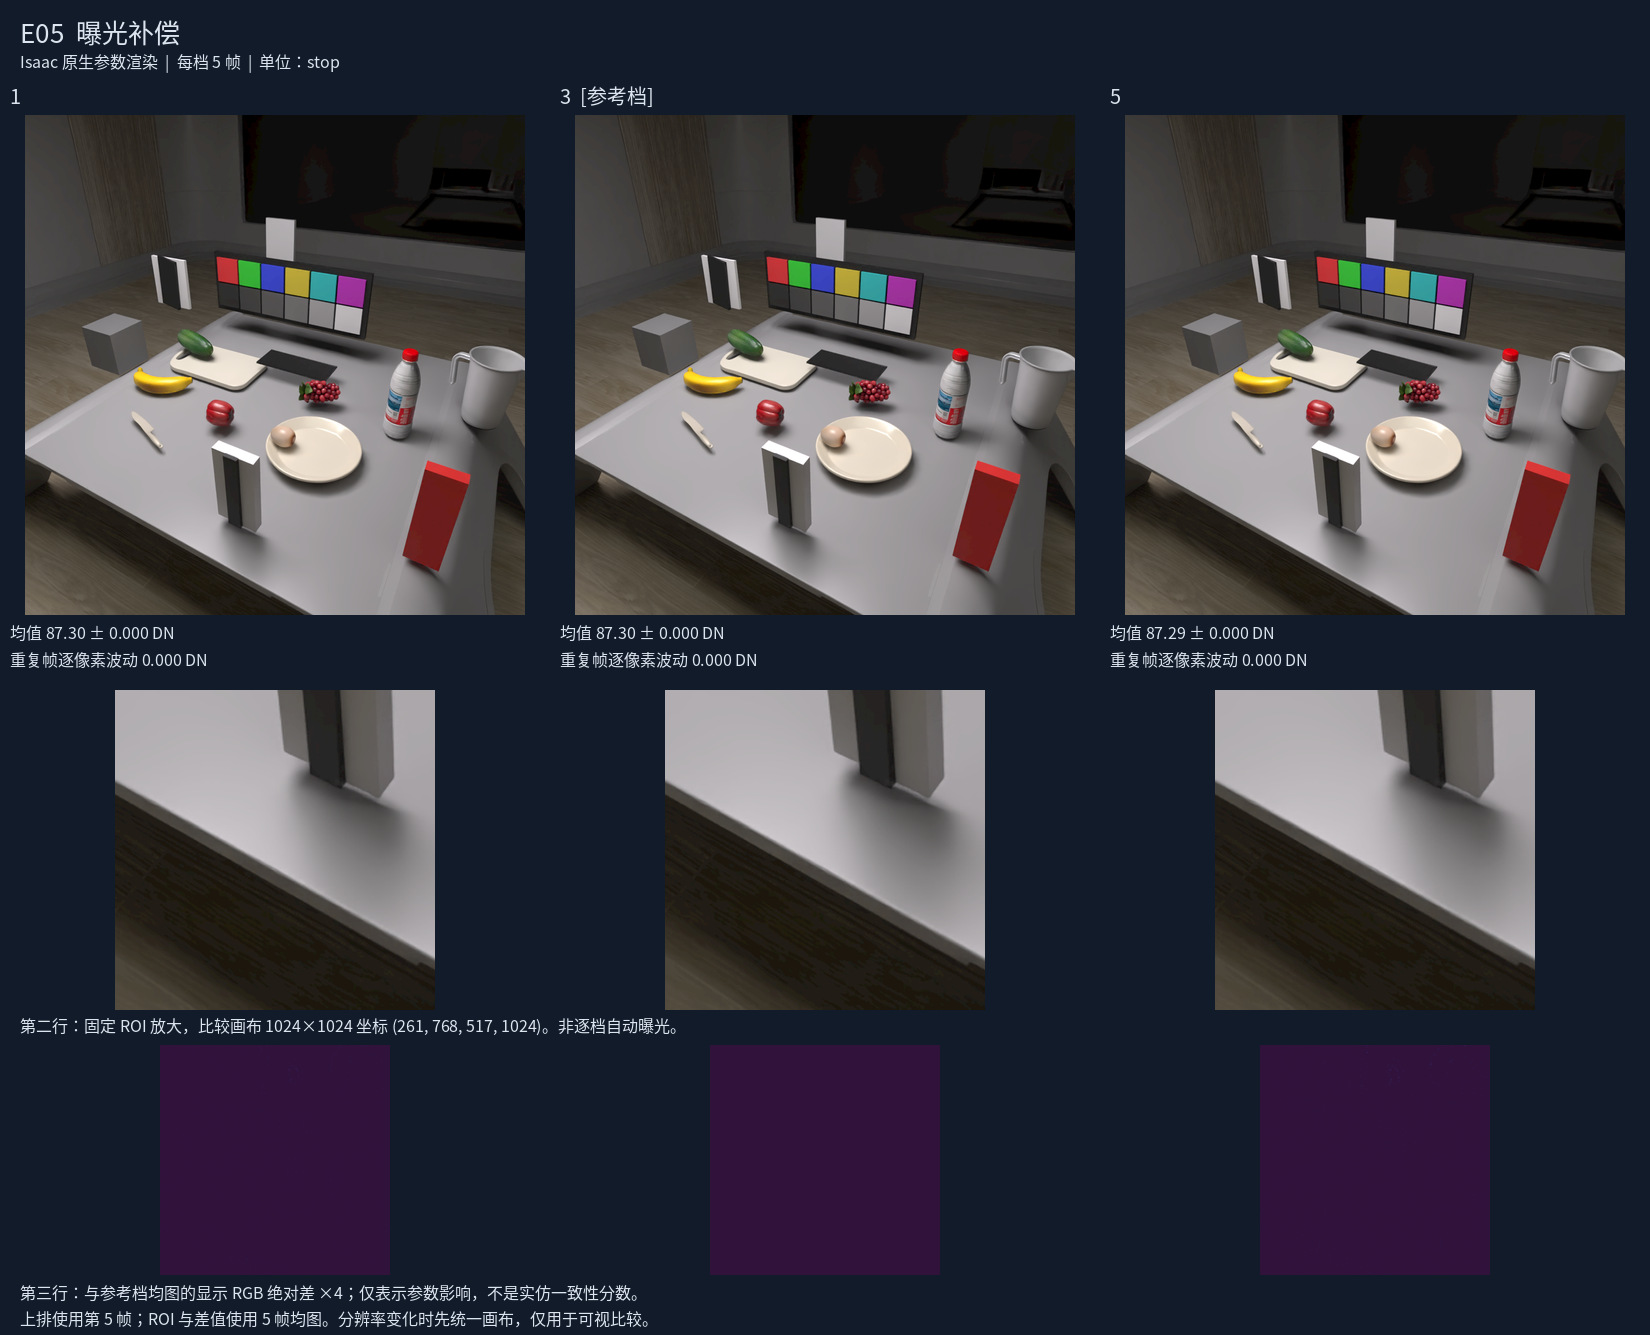 E05 曝光补偿
Isaac 原生参数渲染 | 每档 5 帧 | 单位：stop
1
3 [参考档]
5
均值 87.30 ± 0.000 DN
重复帧逐像素波动 0.000 DN
均值 87.30 ± 0.000 DN
重复帧逐像素波动 0.000 DN
均值 87.29 ± 0.000 DN
重复帧逐像素波动 0.000 DN
第二行：固定 ROI 放大，比较画布 1024×1024 坐标 (261, 768, 517, 1024)。非逐档自动曝光。
第三行：与参考档均图的显示 RGB 绝对差 ×4；仅表示参数影响，不是实仿一致性分数。
上排使用第 5 帧；ROI 与差值使用 5 帧均图。分辨率变化时先统一画布，仅用于可视比较。